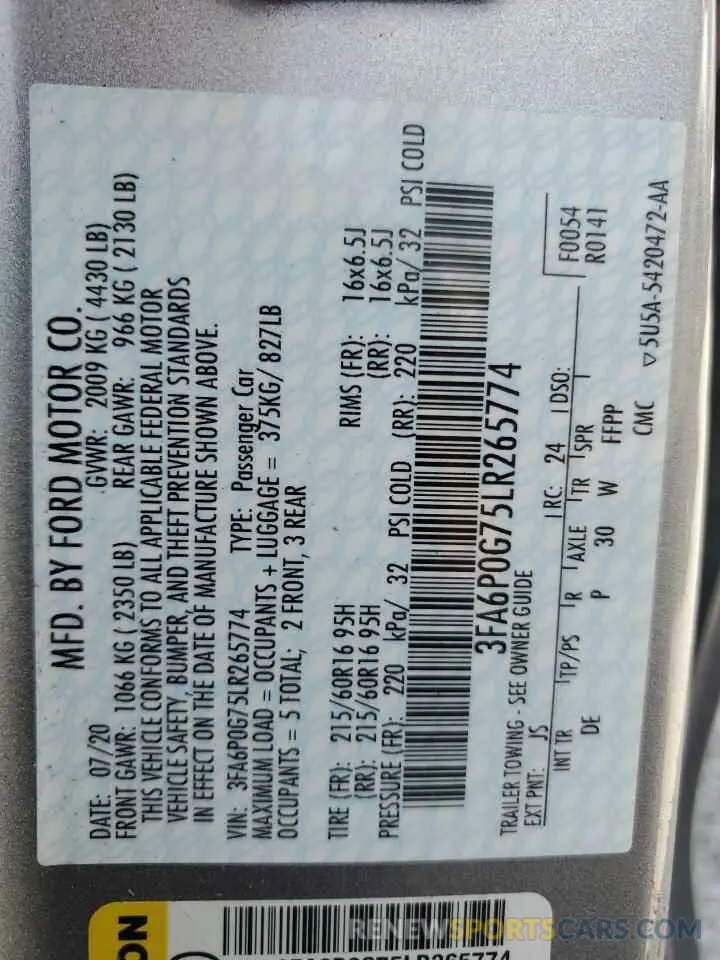 MFD. BY FORD MOTOR CO.
DATE: 07/20 GVWR: 2009 KG ( 4430 LB)
FRONT GAWR: 1066 KG ( 2350 LB) REAR GAWR: 966 KG ( 2130 LB)
THIS VEHICLE CONFORMS TO ALL APPLICABLE FEDERAL MOTOR
VEHICLE SAFETY, BUMPER, AND THEFT PREVENTION STANDARDS
IN EFFECT ON THE DATE OF MANUFACTURE SHOWN ABOVE.
VIN: 3FA6P0G75LR265774 TYPE: Passenger Car
MAXIMUM LOAD = OCCUPANTS + LUGGAGE = 375KG/ 827LB
OCCUPANTS = 5 TOTAL; 2 FRONT, 3 REAR
TIRE (FR): 215/60R16 95H RIMS (FR): 16x6.5J
(RR): 215/60R16 95H (RR): 16x6.5J
PRESSURE (FR): 220 kPa/ 32 PSI COLD (RR): 220 kPa/ 32 PSI COLD
3FA6P0G75LR265774
TRAILER TOWING - SEE OWNER GUIDE
EXT PNT: JS RC: 24 DSO: F0054
R0141
INT TR TP/PS R AXLE TR SPR
DE P 30 W FFPP
CMC ▽ 5U5A-5420472-AA
ON
RENEWSPORTSCARS.COM